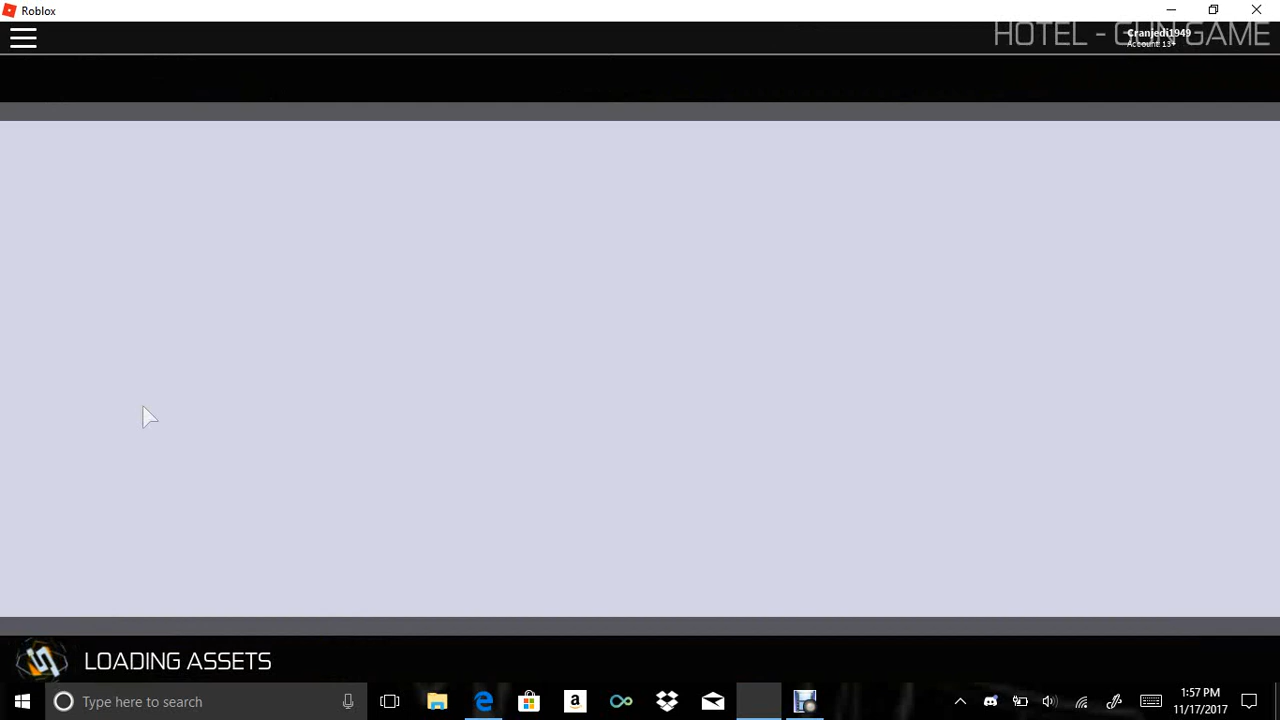 Roblox
HOTEL - GUN GAME
Cranjedi1949
Account: 13+
LOADING ASSETS
Type here to search
1:57 PM
11/17/2017